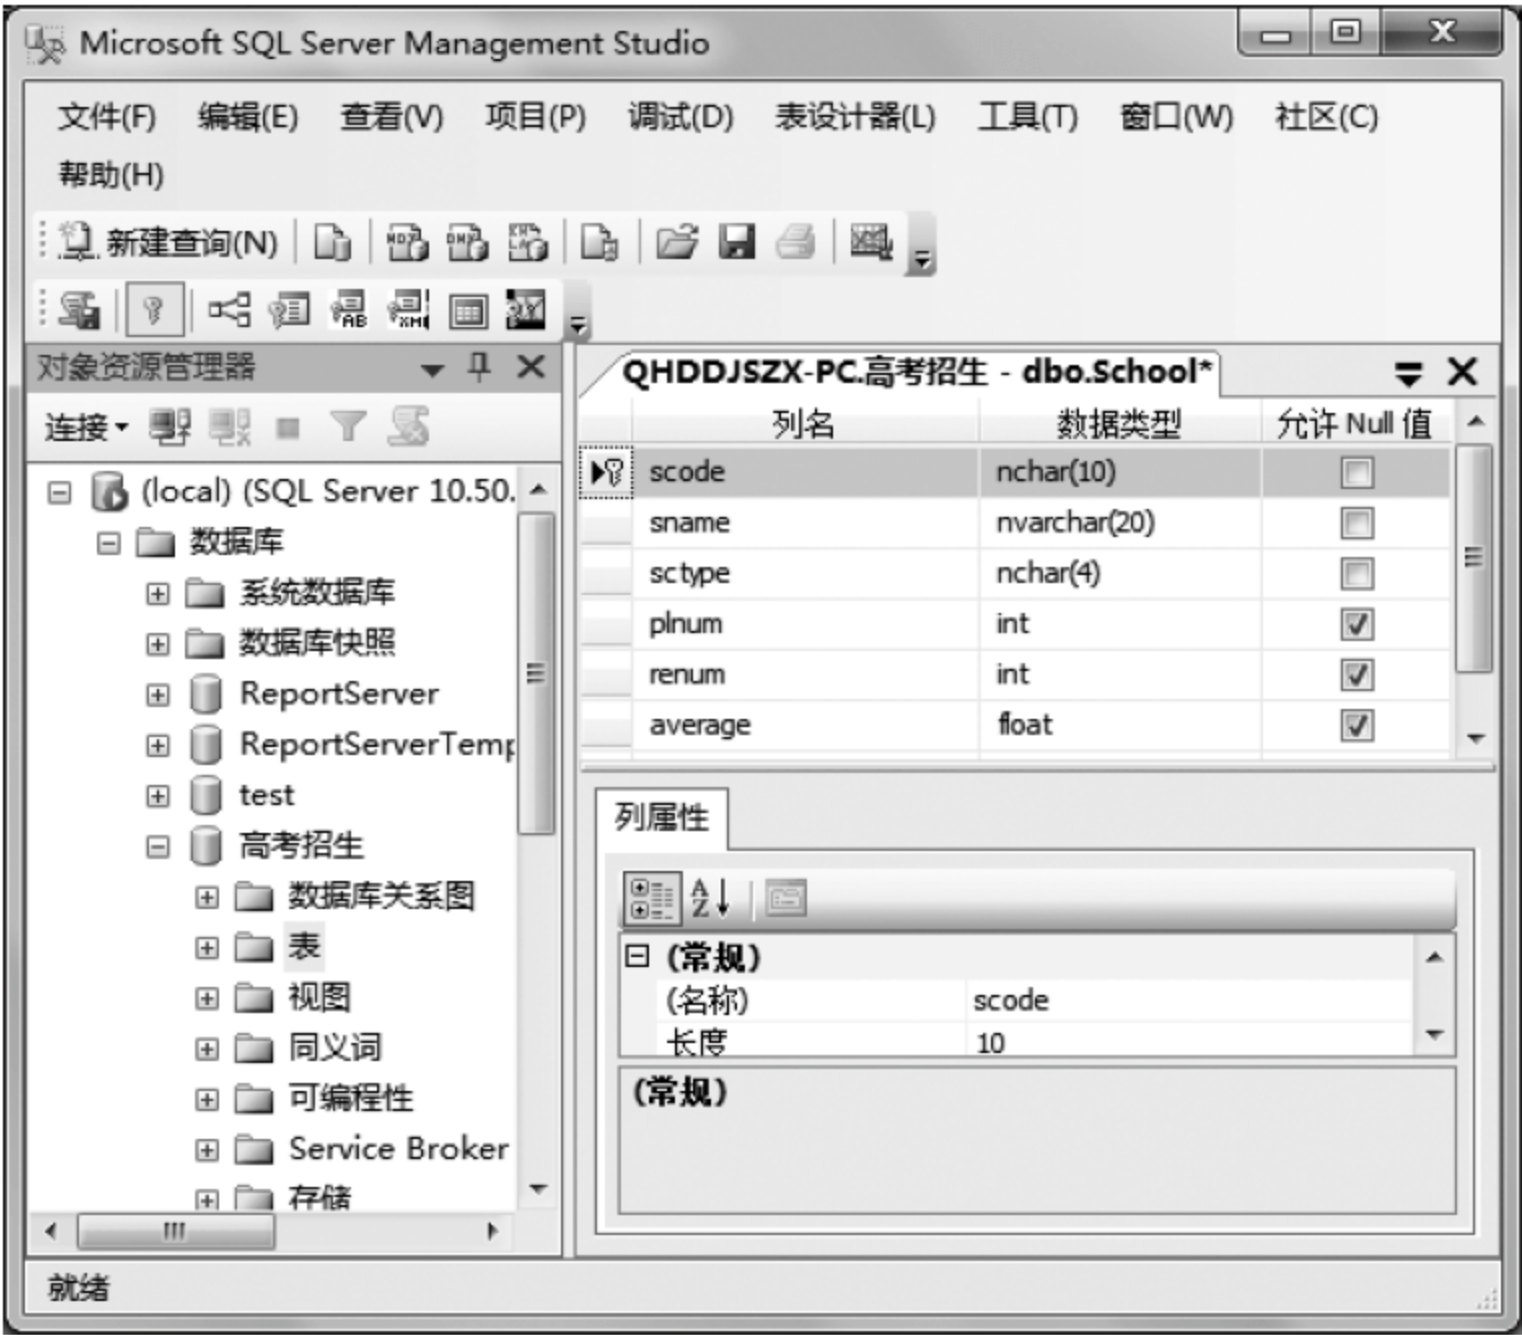 Microsoft SQL Server Management Studio
文件(F) 编辑(E) 查看(V) 项目(P) 调试(D) 表设计器(L) 工具(T) 窗口(W) 社区(C)
帮助(H)
新建查询(N)
对象资源管理器
连接
(local) (SQL Server 10.50.
数据库
系统数据库
数据库快照
ReportServer
ReportServerTemp
test
高考招生
数据库关系图
表
视图
同义词
可编程性
Service Broker
存储
QHDDJSZX-PC.高考招生 - dbo.School*
列名 数据类型 允许 Null 值
scode nchar(10)
sname nvarchar(20)
sctype nchar(4)
plnum int
renum int
average float
列属性
(常规)
(名称) scode
长度 10
(常规)
就绪